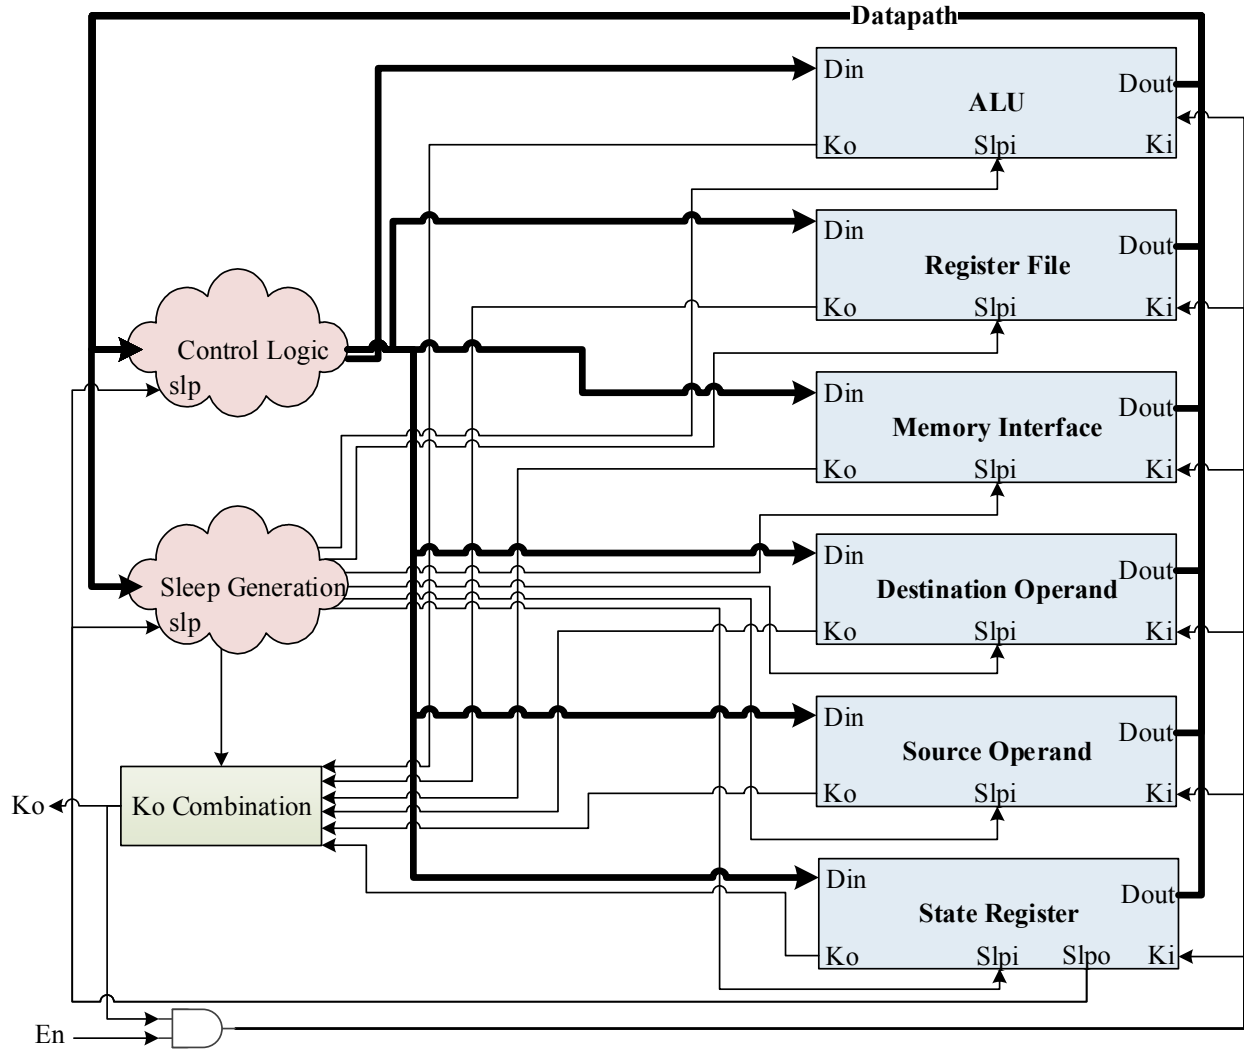 Datapath
Din
Dout
ALU
Ko
Slpi
Ki
Din
Dout
Register File
Ko
Slpi
Ki
Control Logic
slp
Din
Dout
Memory Interface
Ko
Slpi
Ki
Din
Dout
Destination Operand
Ko
Slpi
Ki
Sleep Generation
slp
Din
Dout
Source Operand
Ko
Slpi
Ki
Ko
Ko Combination
Din
Dout
State Register
Ko
Slpi
Slpo
Ki
En